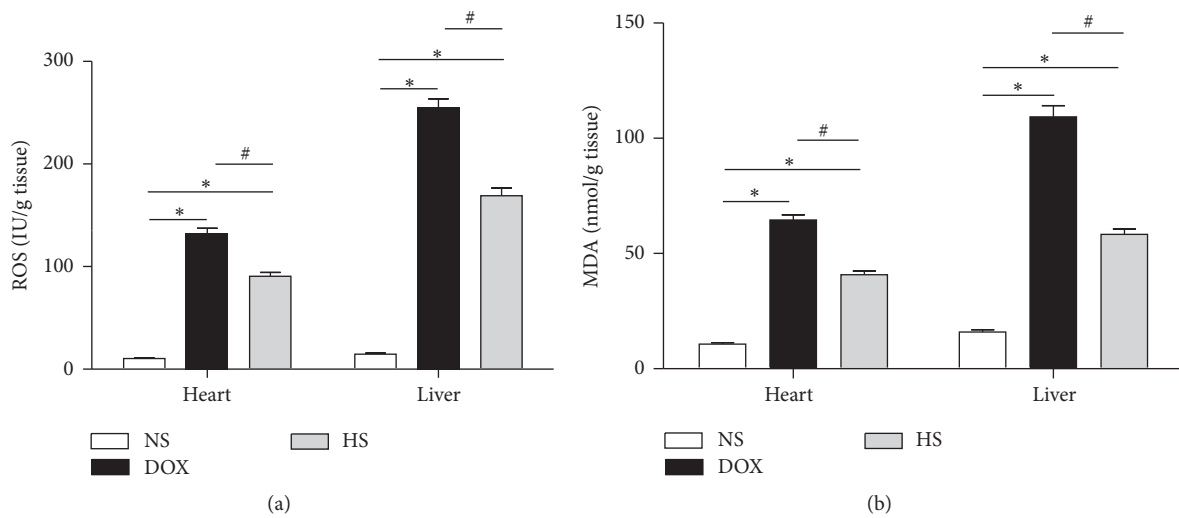 300
200
100
0
ROS (IU/g tissue)
#
*
*
#
*
*
Heart
Liver
NS
HS
DOX
(a)
150
100
50
0
MDA (nmol/g tissue)
#
*
*
#
*
*
Heart
Liver
NS
HS
DOX
(b)